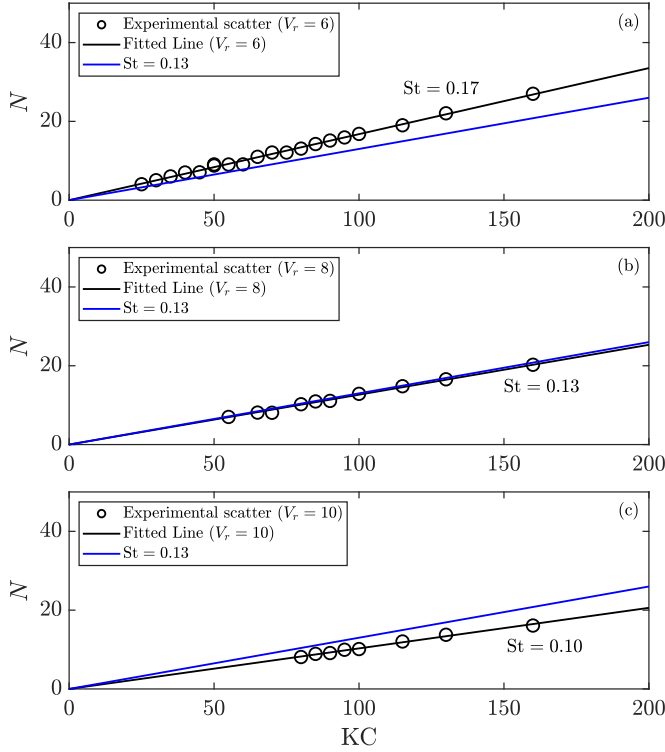 50
Experimental scatter (V_r = 6)
(a)
Fitted Line (V_r = 6)
St = 0.13
40
St = 0.17
N
20
0
0 50 100 150 200
Experimental scatter (V_r = 8)
(b)
Fitted Line (V_r = 8)
St = 0.13
40
N
20
St = 0.13
0
0 50 100 150 200
Experimental scatter (V_r = 10)
(c)
Fitted Line (V_r = 10)
St = 0.13
40
N
20
St = 0.10
0
0 50 100 150 200
KC